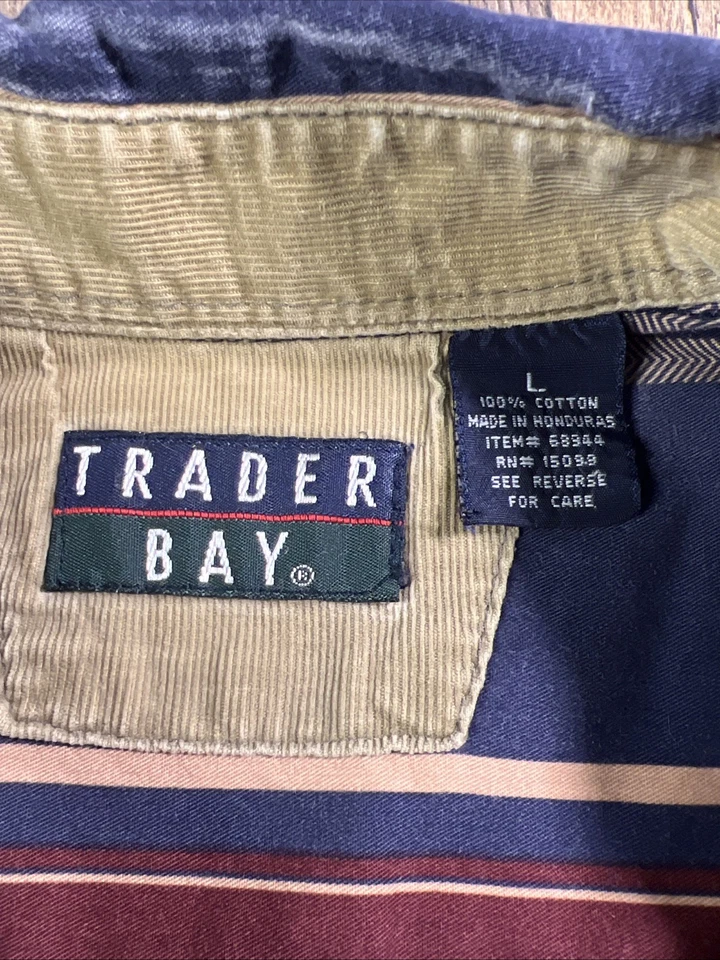 TRADER
BAY®
L
100% COTTON
MADE IN HONDURAS
ITEM# 68944
RN# 15099
SEE REVERSE
FOR CARE